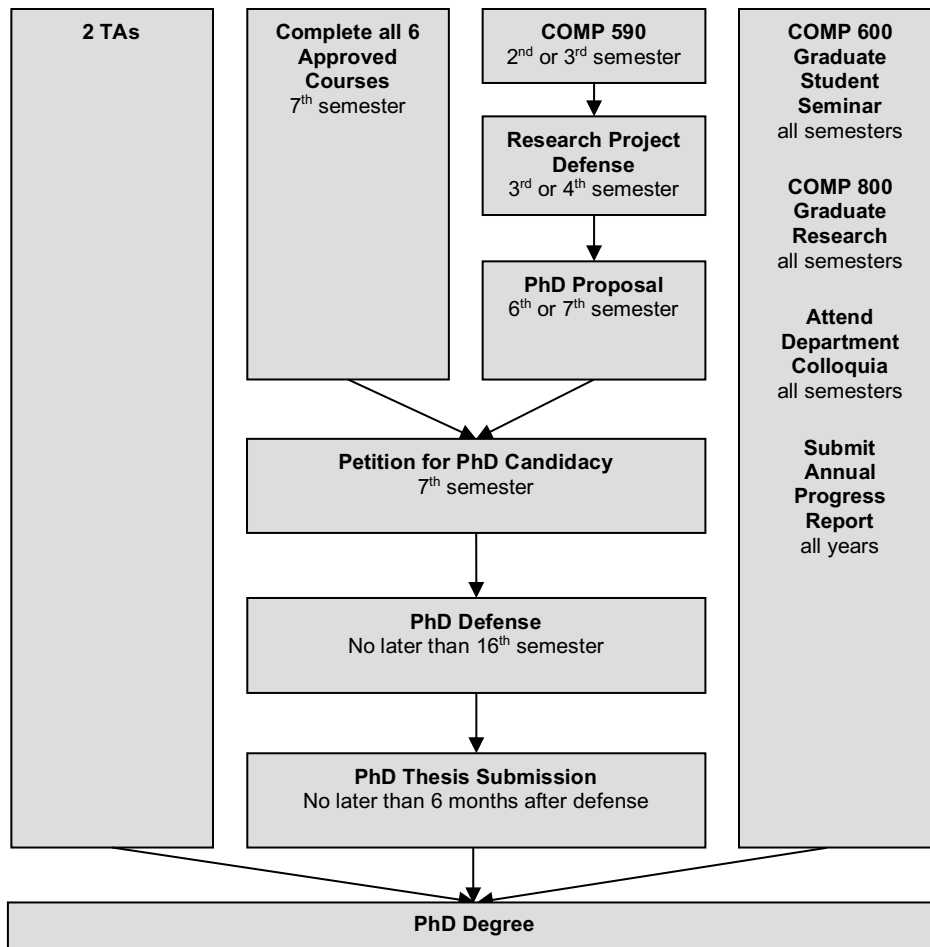 2 TAs
Complete all 6
Approved
Courses
7th semester
COMP 590
2nd or 3rd semester
Research Project
Defense
3rd or 4th semester
PhD Proposal
6th or 7th semester
COMP 600
Graduate
Student
Seminar
all semesters
COMP 800
Graduate
Research
all semesters
Attend
Department
Colloquia
all semesters
Submit
Annual
Progress
Report
all years
Petition for PhD Candidacy
7th semester
PhD Defense
No later than 16th semester
PhD Thesis Submission
No later than 6 months after defense
PhD Degree